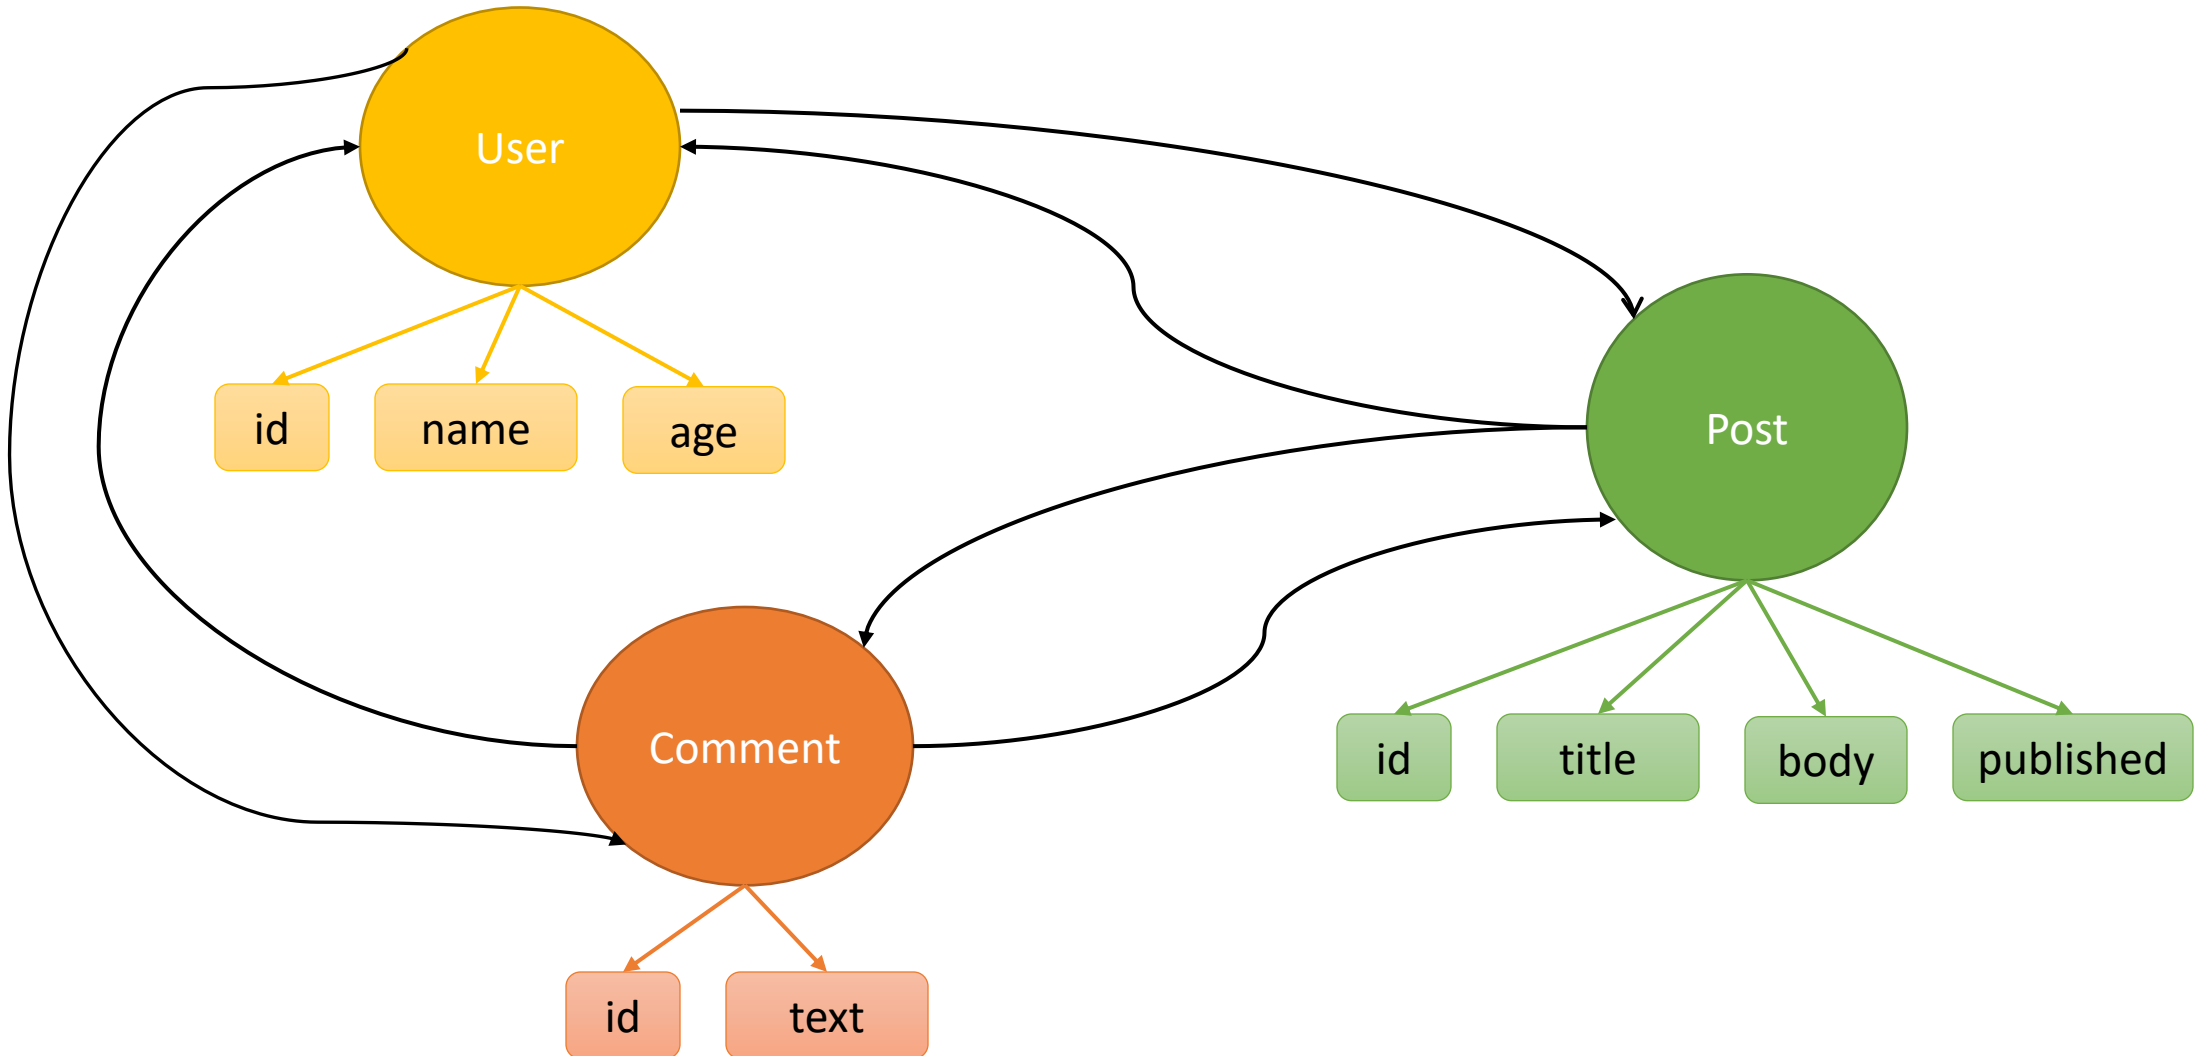 User
id
name
age
Post
Comment
id
title
body
published
id
text